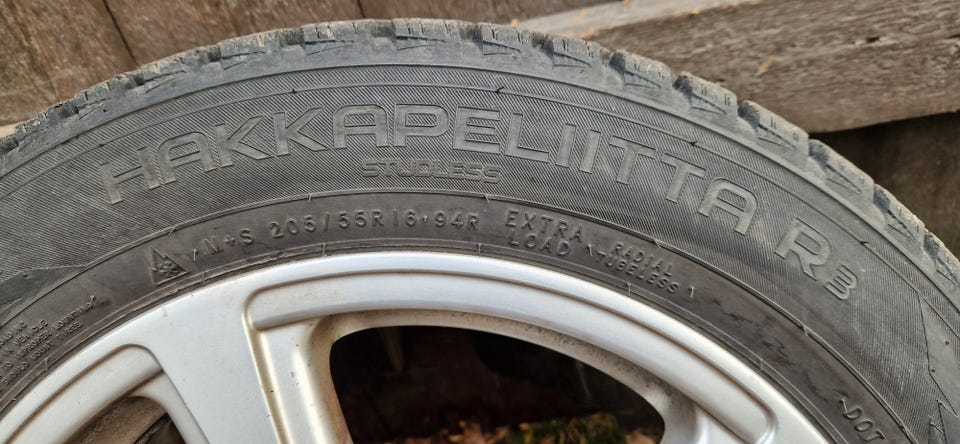 HAKKAPELIITTA R3
STUDLESS
M+S 205/55R16 94R EXTRA LOAD RADIAL TUBELESS
DOT